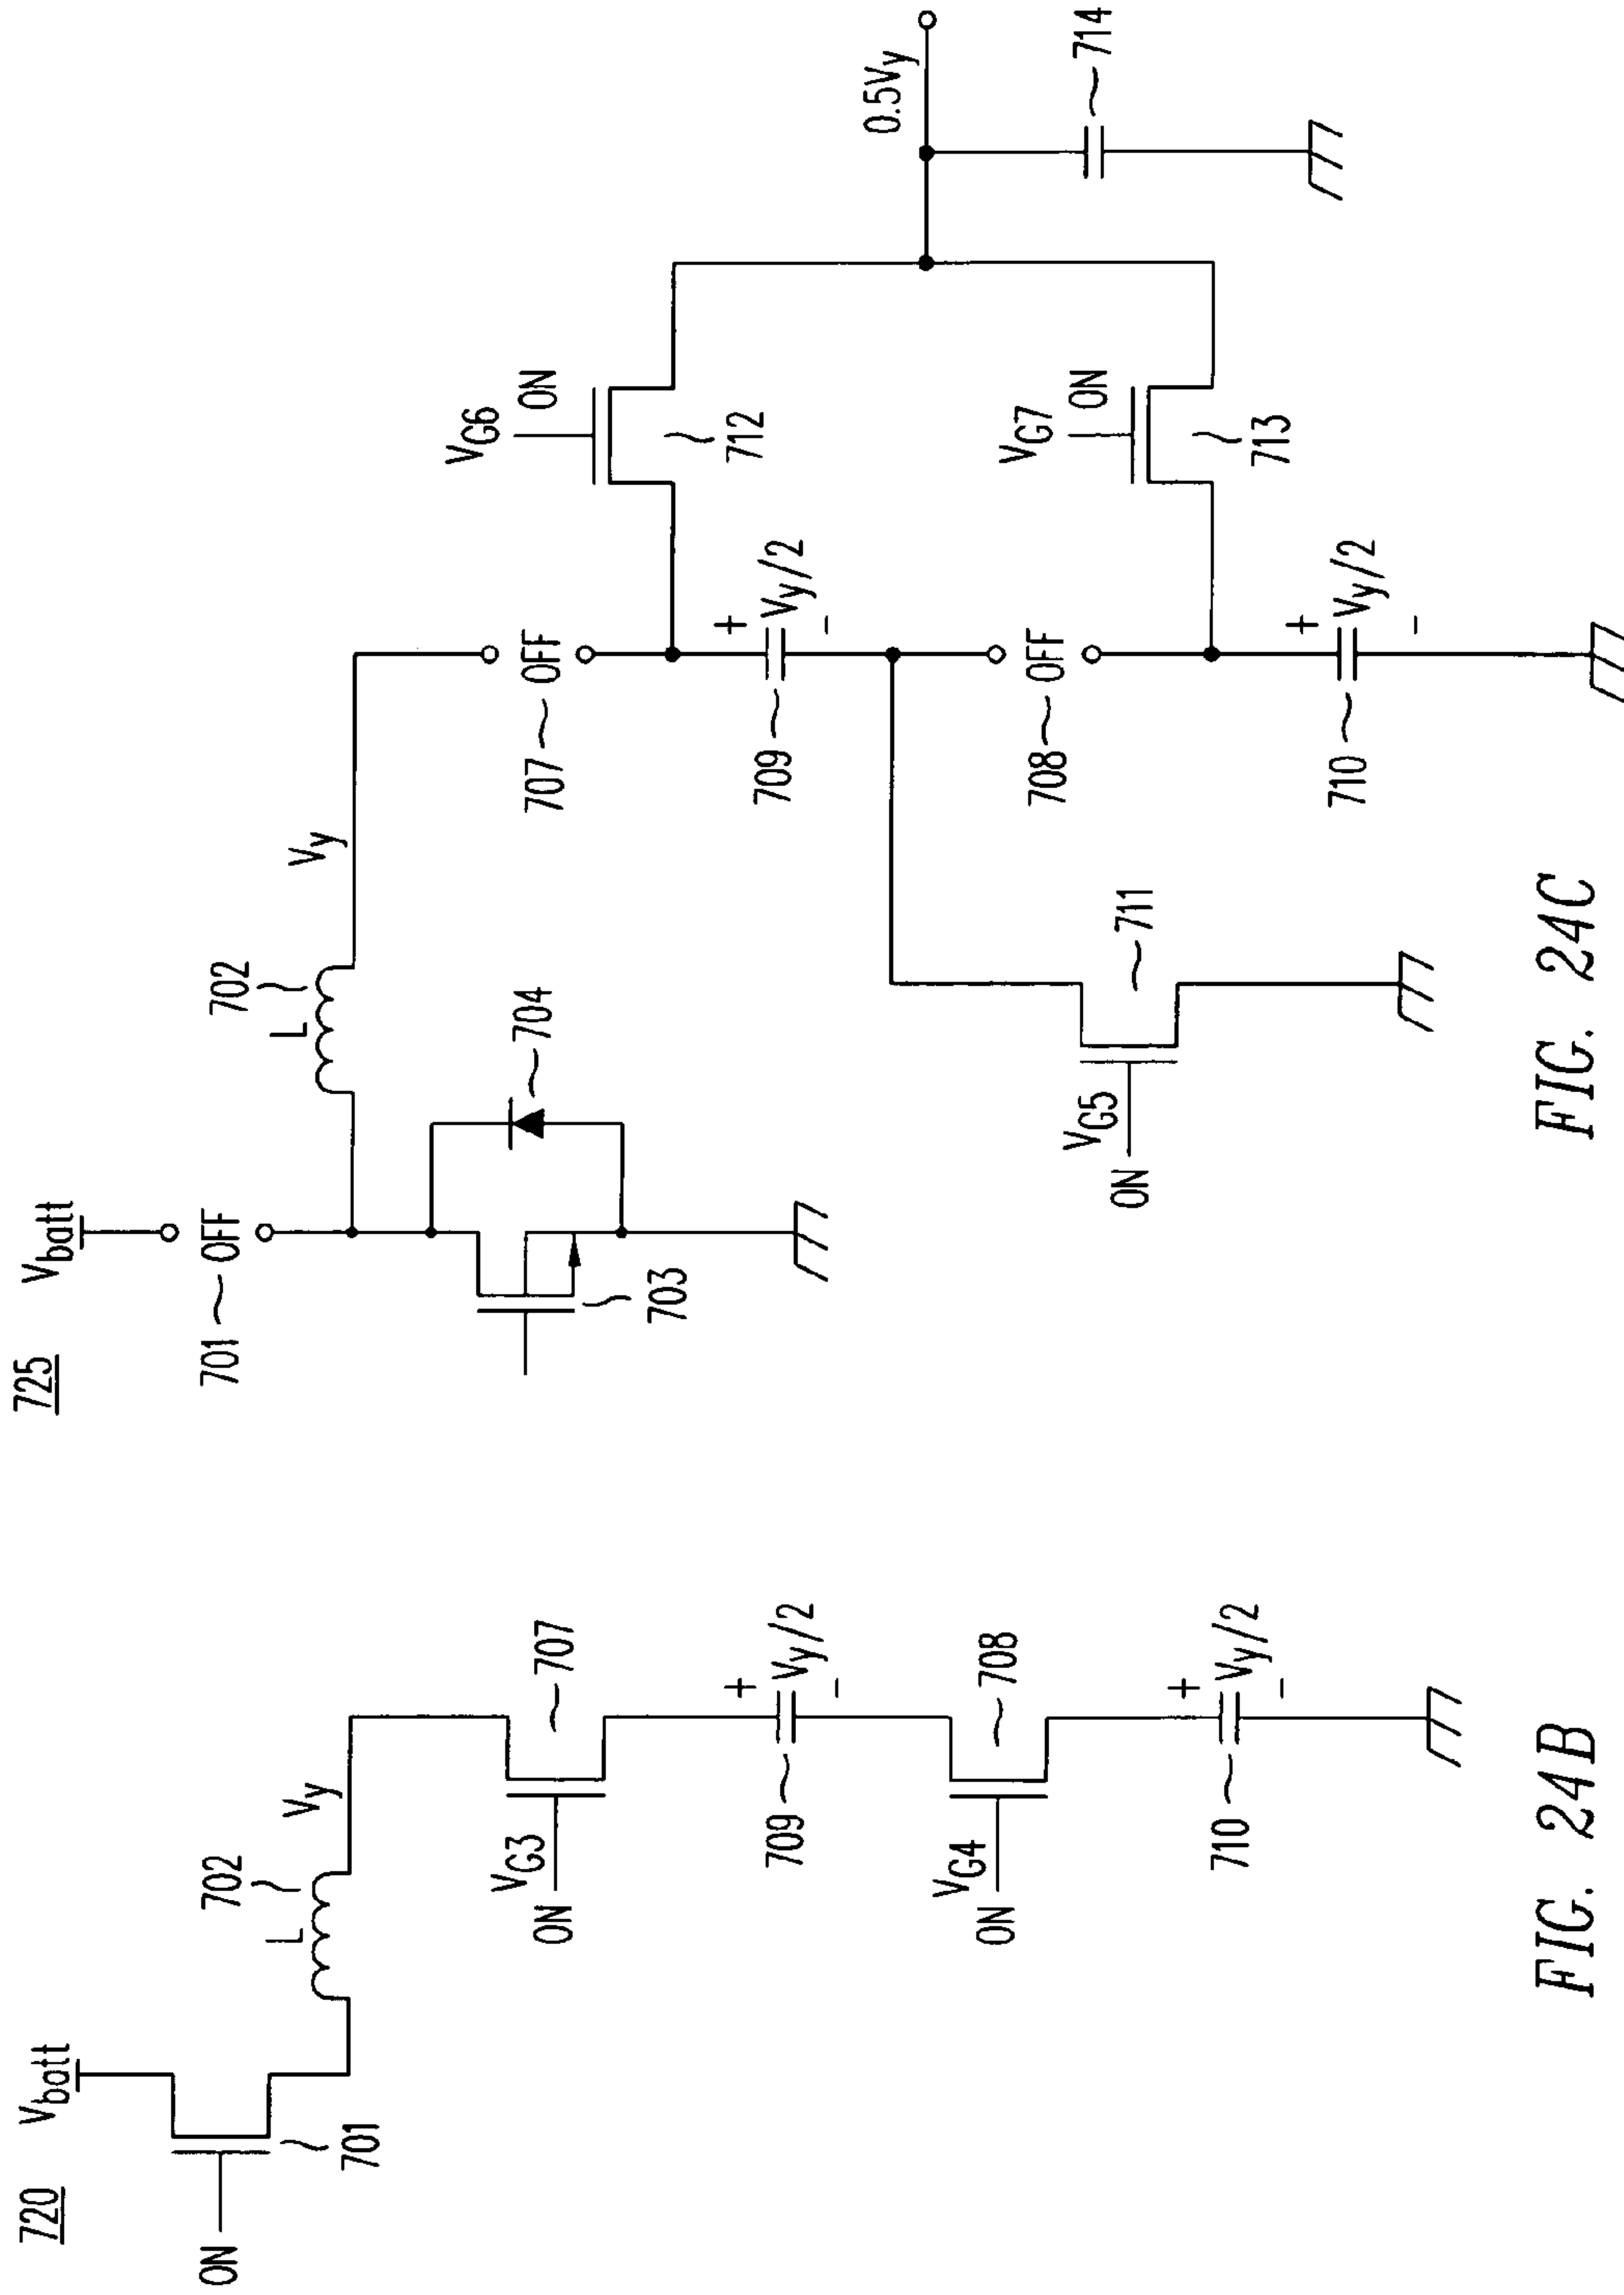 720
V_batt
ON
701
L
702
V_y
V_G3
ON
707
709
+
V_y/2
-
V_G4
ON
708
710
+
V_y/2
-
FIG. 24B
725
V_batt
701
OFF
L
702
V_y
703
704
707
OFF
V_G6
ON
712
709
+
V_y/2
-
0.5V_y
714
V_G5
ON
711
708
OFF
V_G7
ON
713
710
+
V_y/2
-
FIG. 24C